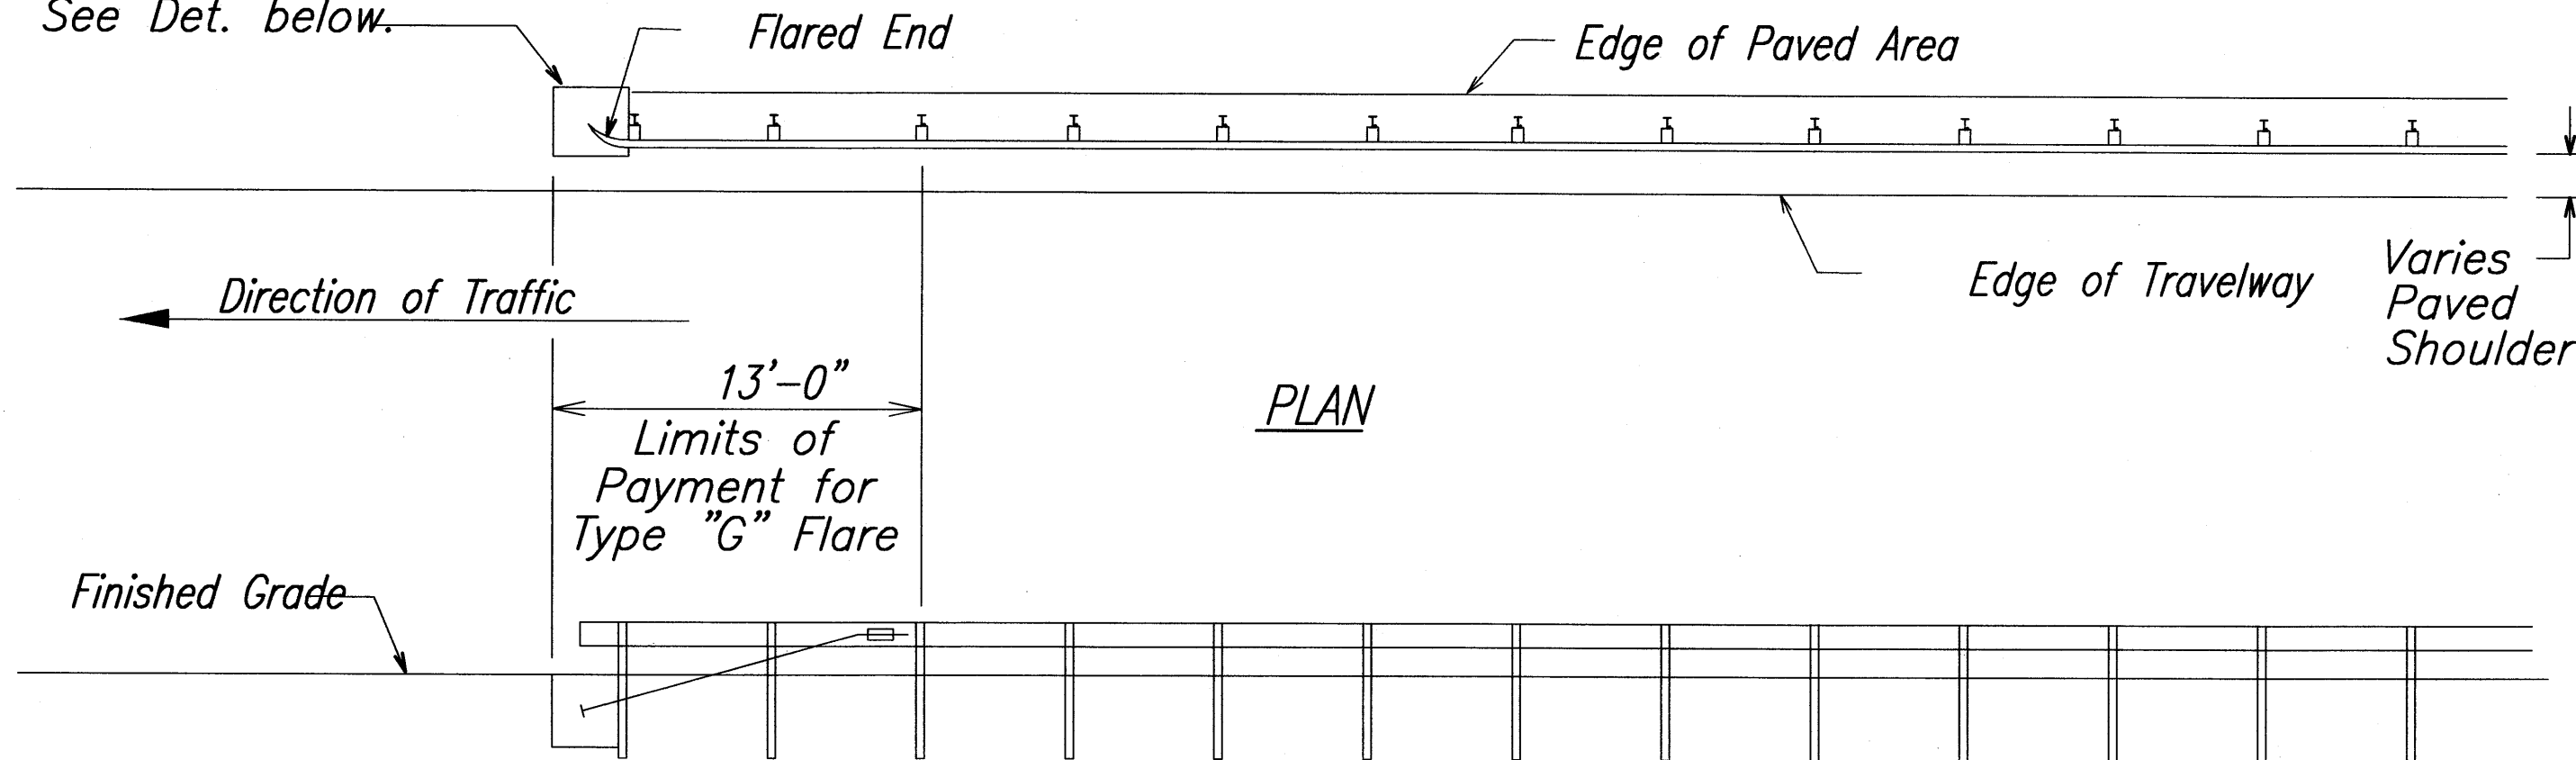 See Det. below.
Flared End
Edge of Paved Area
Direction of Traffic
Edge of Travelway
Varies
Paved
Shoulder
13'-0"
PLAN
Limits of
Payment for
Type "G" Flare
Finished Grade